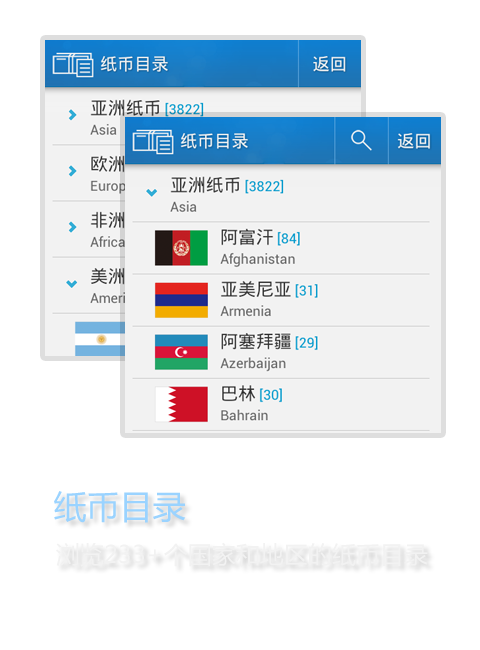 纸币目录 返回
亚洲纸币 [3822]
Asia
欧洲
Europ
非洲
Africa
美洲
Ameri
纸币目录 返回
亚洲纸币 [3822]
Asia
阿富汗 [84]
Afghanistan
亚美尼亚 [31]
Armenia
阿塞拜疆 [29]
Azerbaijan
巴林 [30]
Bahrain
纸币目录
浏览233+个国家和地区的纸币目录